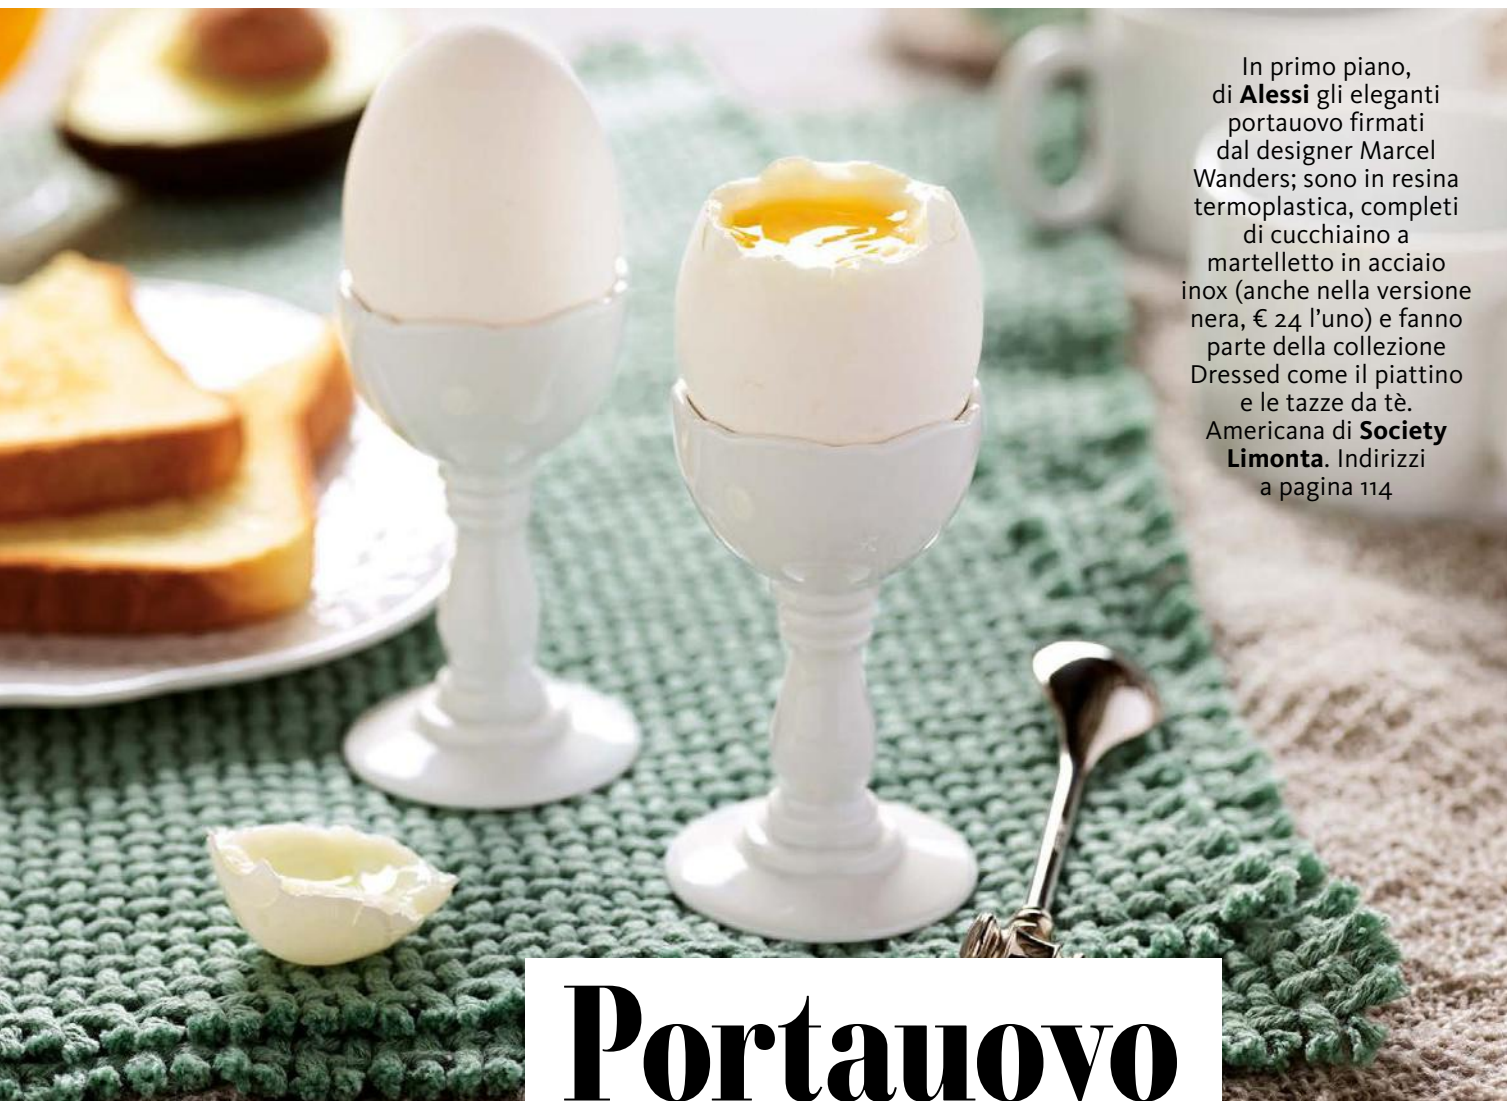 In primo piano,
di Alessi gli eleganti
portauovo firmati
dal designer Marcel
Wanders; sono in resina
termoplastica, completi
di cucchiaino a
martelletto in acciaio
inox (anche nella versione
nera, € 24 l'uno) e fanno
parte della collezione
Dressed come il piattino
e le tazze da tè.
Americana di Society
Limonta. Indirizzi
a pagina 114
Portauovo